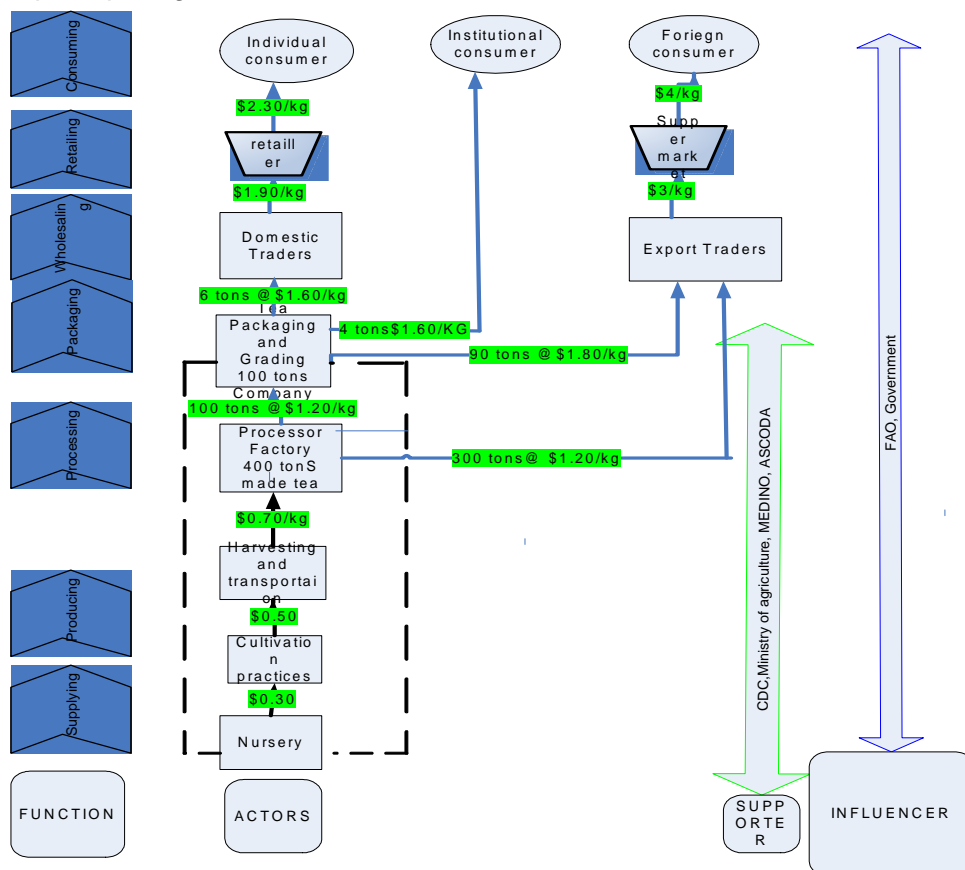 Individual
consumer
Institutional
consumer
Foriegn
consumer
Consuming
$2.30/kg
$4/kg
Retailing
retaill
er
Supp
er
mark
et
$1.90/kg
$3/kg
Wholesalin
g
Domestic
Traders
Export Traders
Packaging
6 tons @ $1.60/kg
Tea
Packaging
and
Grading
100 tons
Company
4 tons$1.60/KG
90 tons @ $1.80/kg
100 tons @ $1.20/kg
Processing
Processor
Factory
400 tonS
made tea
300 tons@ $1.20/kg
$0.70/kg
Harvesting
and
transportai
on
Producing
$0.50
Cultivatio
n
practices
Supplying
$0.30
Nursery
CDC,Ministry of agriculture, MEDINO, ASCODA
FAO, Government
FUNCTION
ACTORS
SUPP
ORTE
R
INFLUENCER